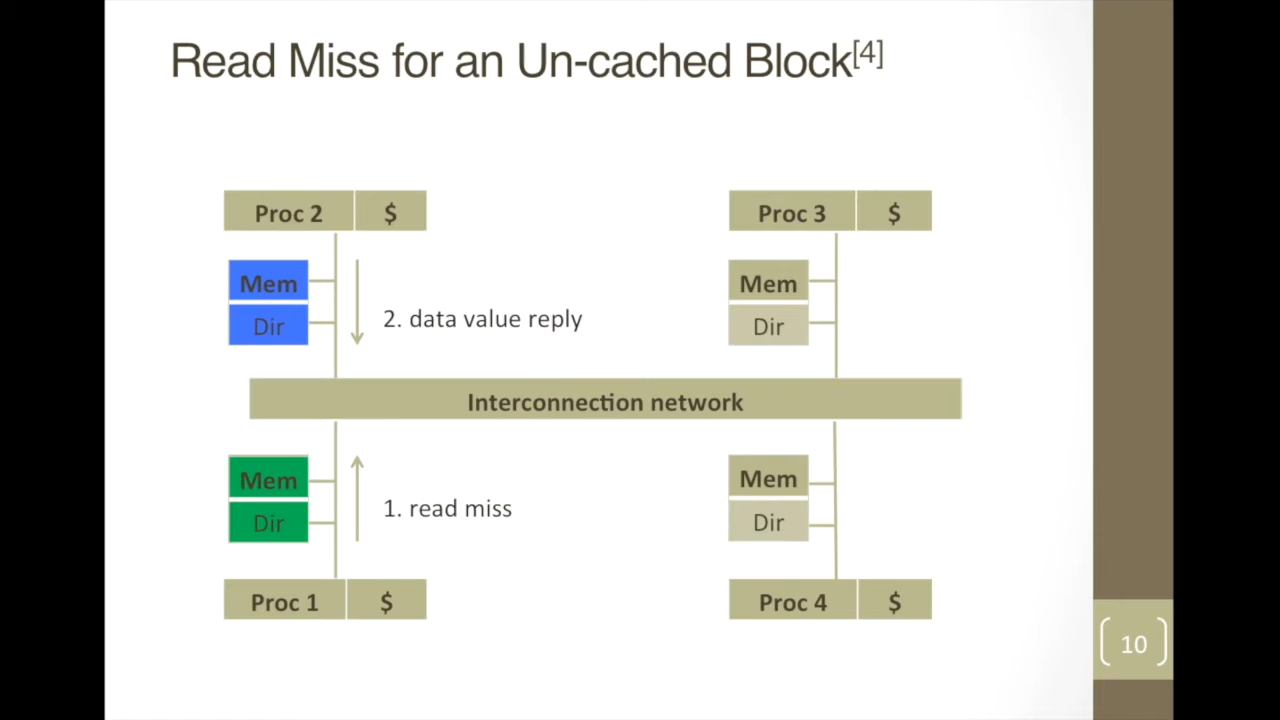 Read Miss for an Un-cached Block[4]
Proc 2 $
Proc 3 $
Mem
Dir
2. data value reply
Mem
Dir
Interconnection network
Mem
Dir
1. read miss
Mem
Dir
Proc 1 $
Proc 4 $
10